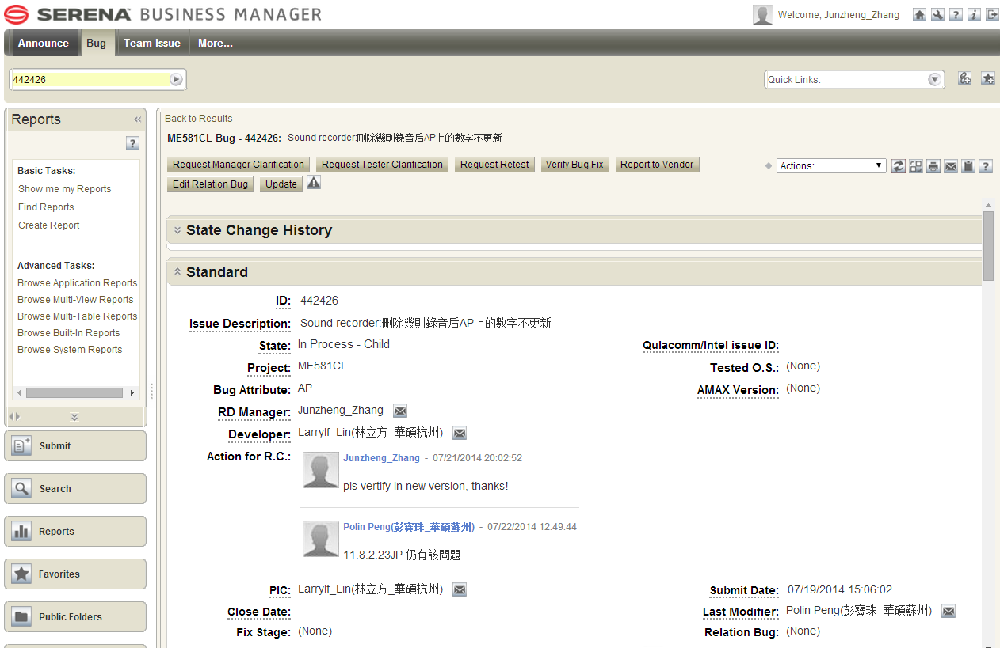 SERENA BUSINESS MANAGER
Welcome, Junzheng_Zhang
Announce Bug Team Issue More...
442426
Quick Links:
Reports
Basic Tasks:
Show me my Reports
Find Reports
Create Report
Advanced Tasks:
Browse Application Reports
Browse Multi-View Reports
Browse Multi-Table Reports
Browse Built-In Reports
Browse System Reports
Submit
Search
Reports
Favorites
Public Folders
Back to Results
ME581CL Bug - 442426: Sound recorder:刪除幾則錄音后AP上的數字不更新
Request Manager Clarification Request Tester Clarification Request Retest Verify Bug Fix Report to Vendor
Actions:
Edit Relation Bug Update
State Change History
Standard
ID: 442426
Issue Description: Sound recorder:刪除幾則錄音后AP上的數字不更新
State: In Process - Child
Qulacomm/Intel issue ID:
Project: ME581CL
Tested O.S.: (None)
Bug Attribute: AP
AMAX Version: (None)
RD Manager: Junzheng_Zhang
Developer: Larrylf_Lin(林立方_華碩杭州)
Action for R.C.: Junzheng_Zhang - 07/21/2014 20:02:52
pls vertify in new version, thanks!
Polin Peng(彭寳珠_華碩蘇州) - 07/22/2014 12:49:44
11.8.2.23JP 仍有該問題
PIC: Larrylf_Lin(林立方_華碩杭州)
Submit Date: 07/19/2014 15:06:02
Close Date:
Last Modifier: Polin Peng(彭寳珠_華碩蘇州)
Fix Stage: (None)
Relation Bug: (None)